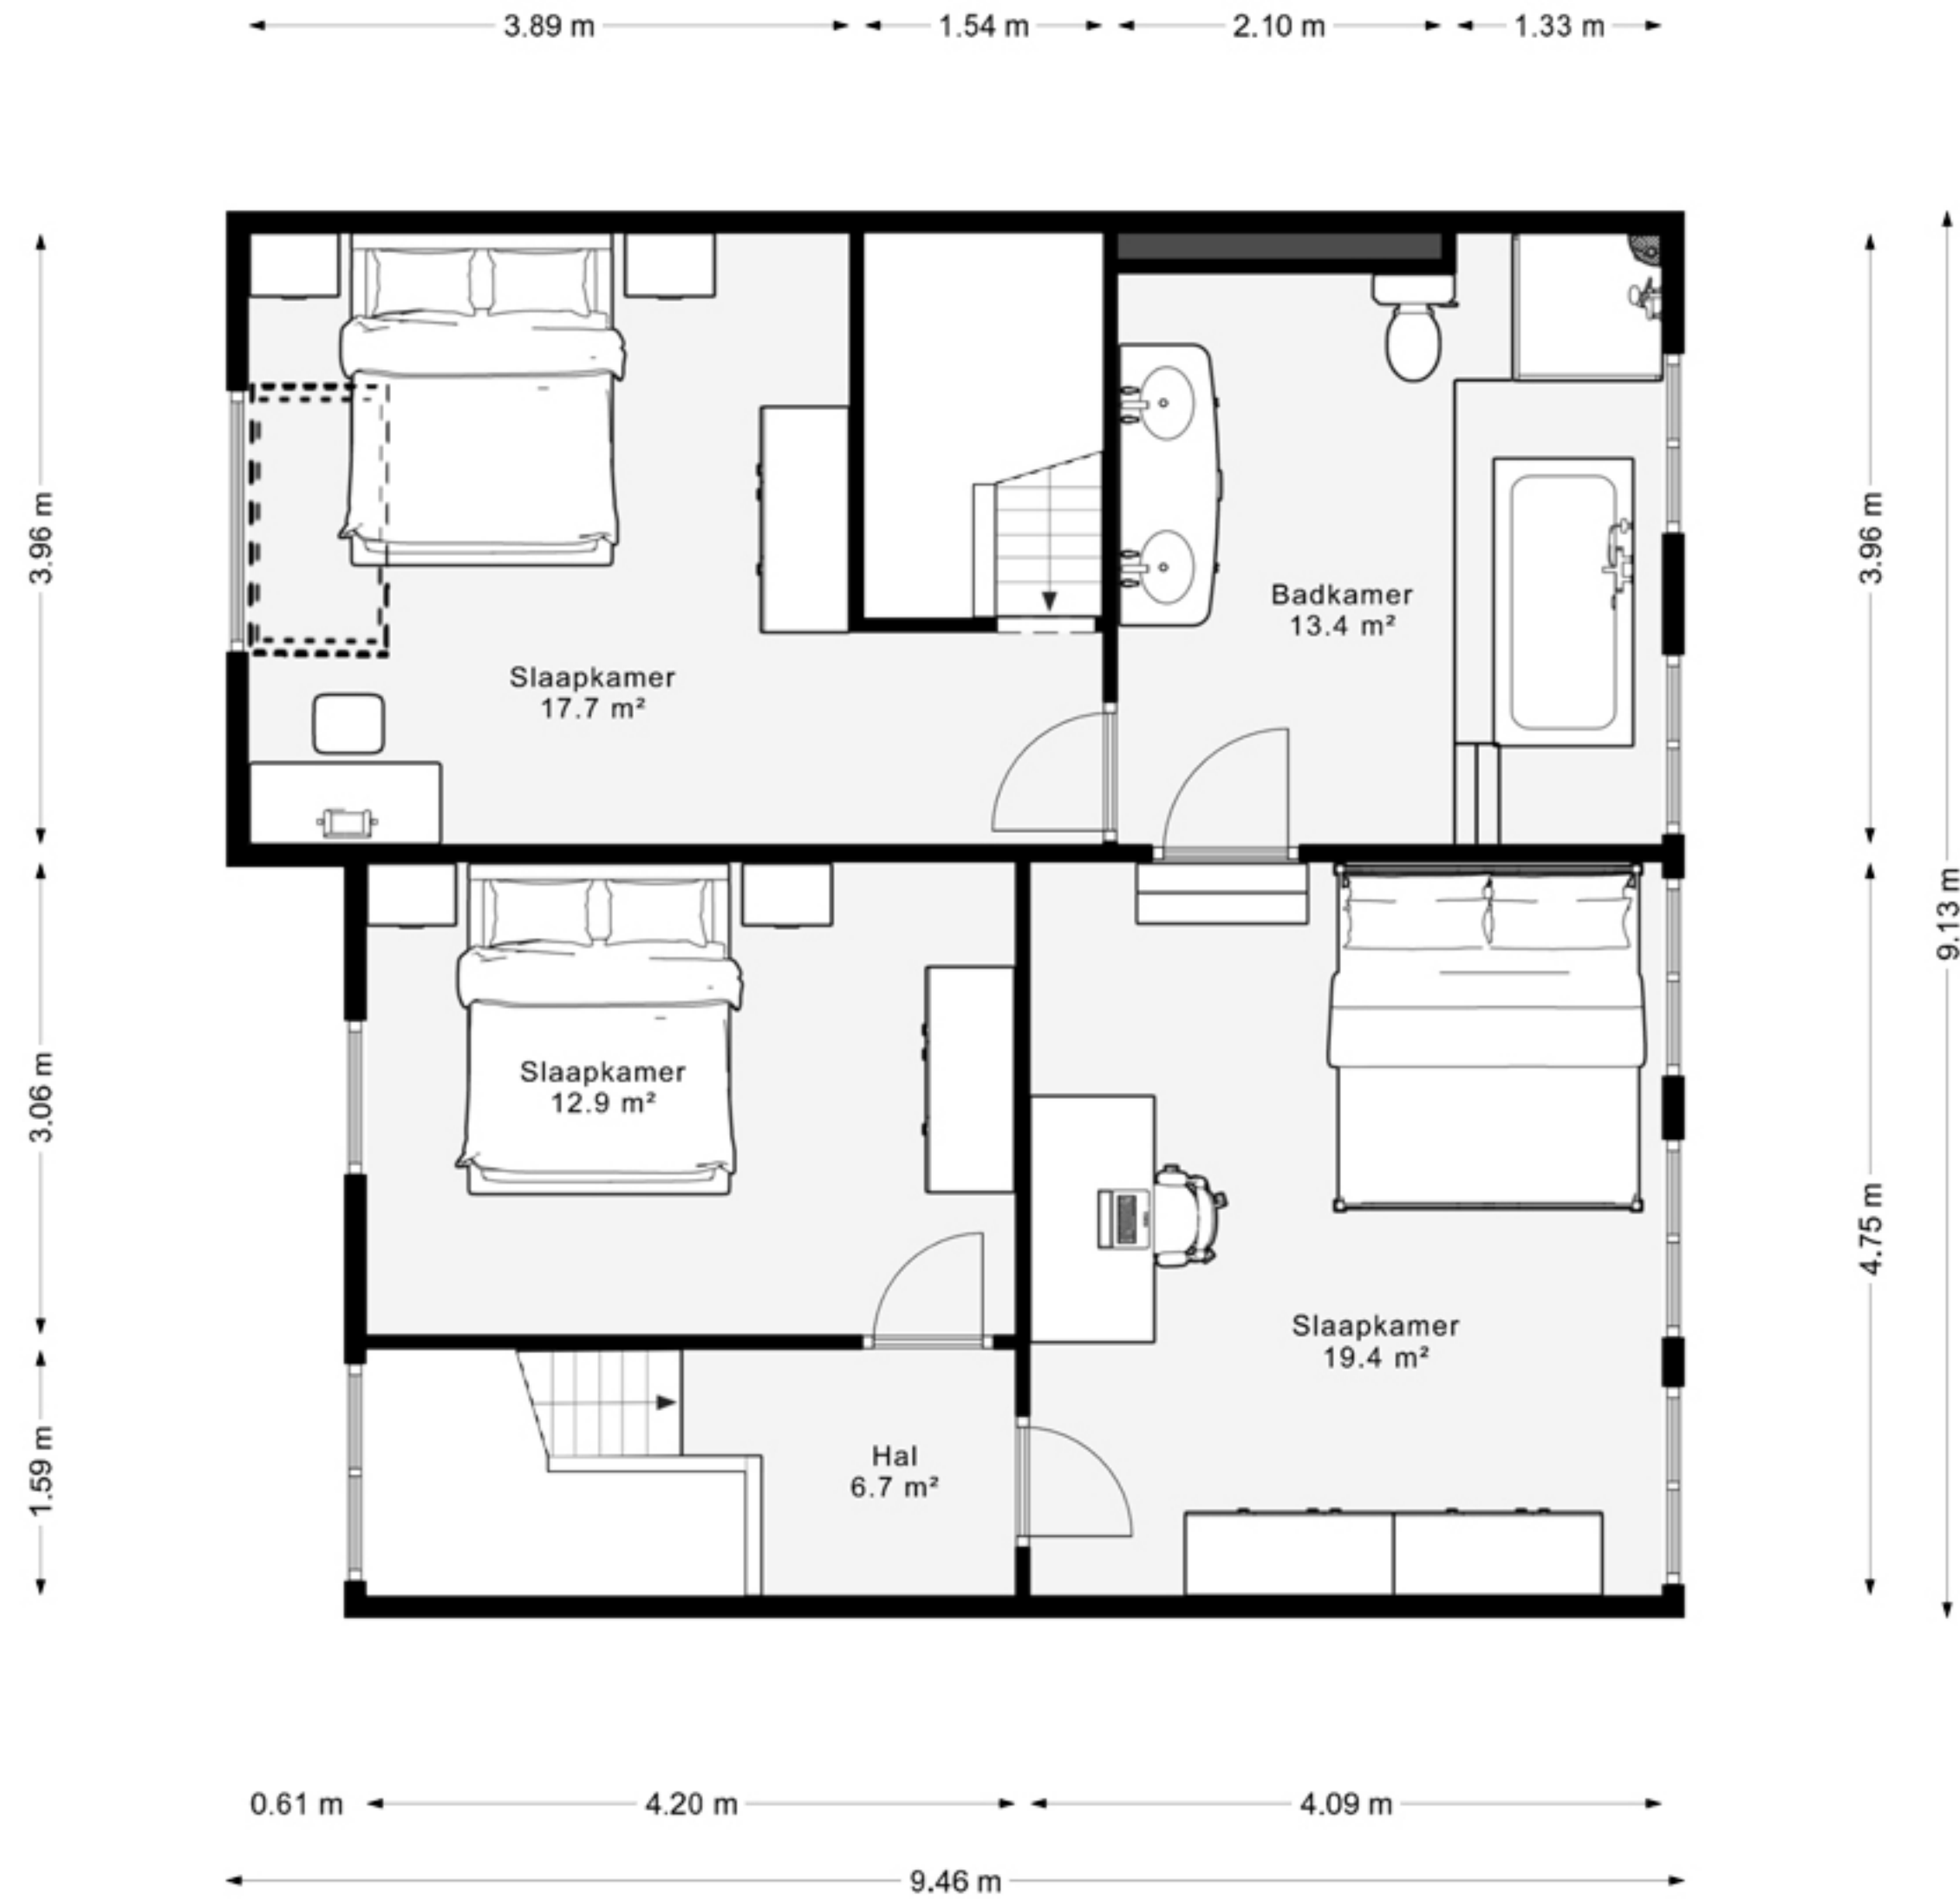 3.89 m
1.54 m
2.10 m
1.33 m
3.96 m
3.96 m
Badkamer
13.4 m²
Slaapkamer
17.7 m²
9.13 m
3.06 m
Slaapkamer
12.9 m²
4.75 m
Slaapkamer
19.4 m²
1.59 m
Hal
6.7 m²
0.61 m
4.20 m
4.09 m
9.46 m